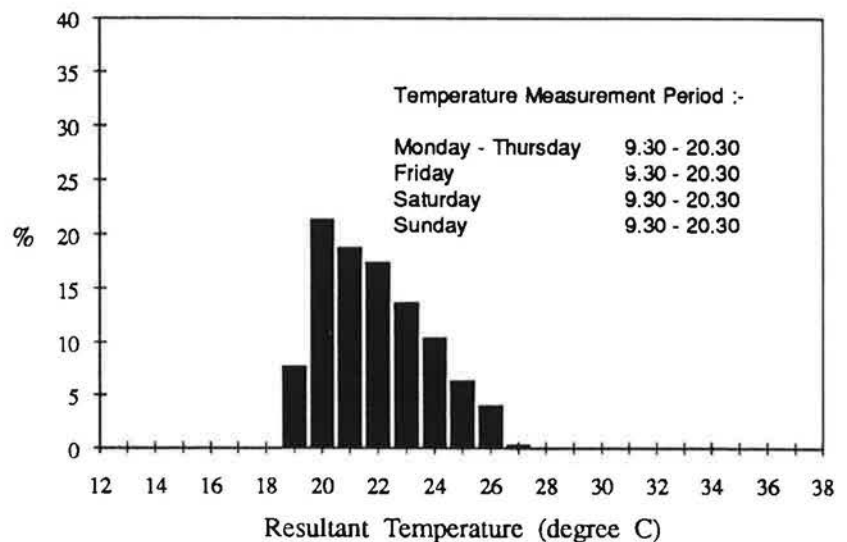 40
35
30
25
%
20
15
10
5
0
Temperature Measurement Period :-
Monday - Thursday 9.30 - 20.30
Friday 9.30 - 20.30
Saturday 9.30 - 20.30
Sunday 9.30 - 20.30
12 14 16 18 20 22 24 26 28 30 32 34 36 38
Resultant Temperature (degree C)